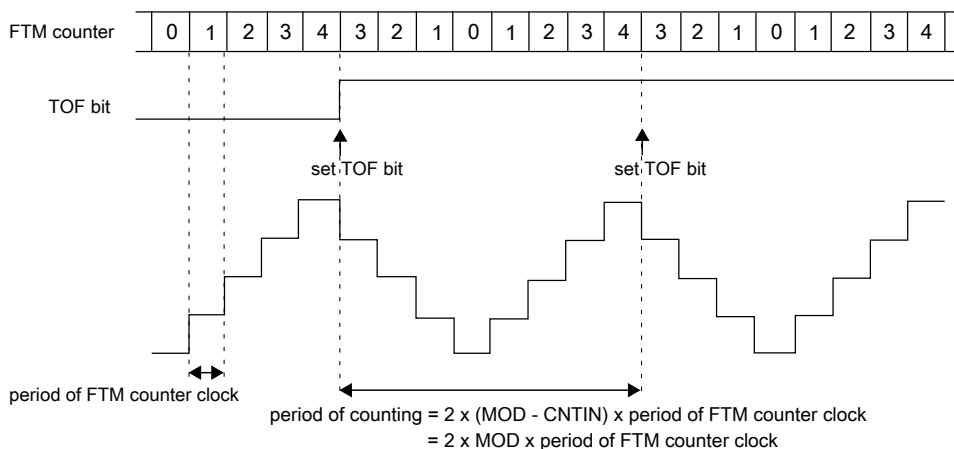 FTM counter 0 1 2 3 4 3 2 1 0 1 2 3 4 3 2 1 0 1 2 3 4
TOF bit
set TOF bit set TOF bit
period of FTM counter clock
period of counting = 2 x (MOD - CNTIN) x period of FTM counter clock
= 2 x MOD x period of FTM counter clock